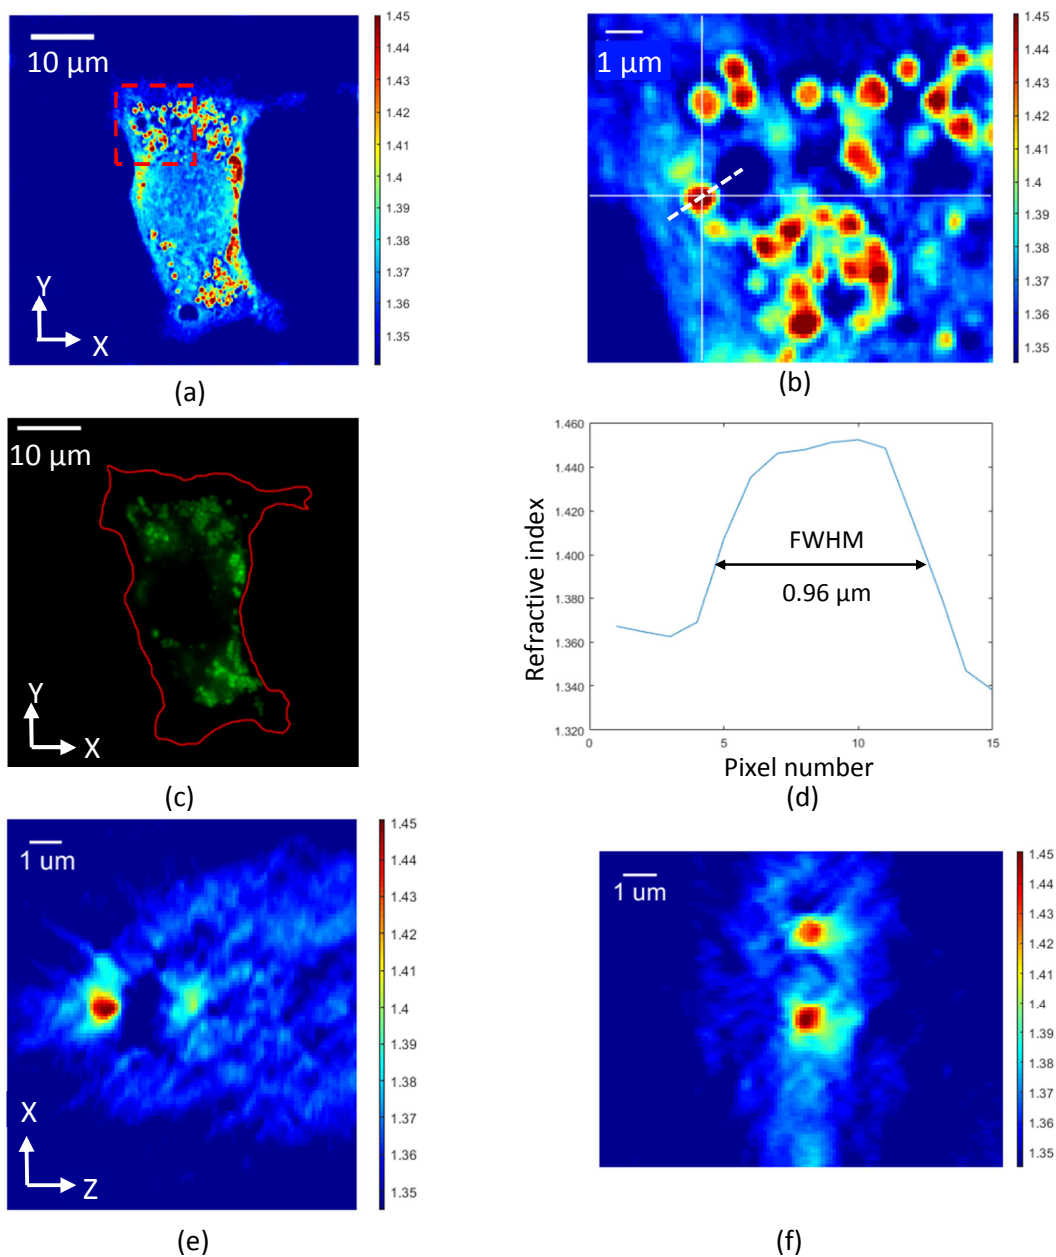 10 μm
1.45
1.44
1.43
1.42
1.41
1.4
1.39
1.38
1.37
1.36
1.35
Y
X
(a)
1 μm
1.45
1.44
1.43
1.42
1.41
1.4
1.39
1.38
1.37
1.36
1.35
(b)
10 μm
Y
X
(c)
1.460
1.440
1.420
1.400
1.380
1.360
1.340
1.320
Refractive index
FWHM
0.96 μm
0
5
10
15
Pixel number
(d)
1 um
1.45
1.44
1.43
1.42
1.41
1.4
1.39
1.38
1.37
1.36
1.35
X
Z
(e)
1 um
1.45
1.44
1.43
1.42
1.41
1.4
1.39
1.38
1.37
1.36
1.35
(f)